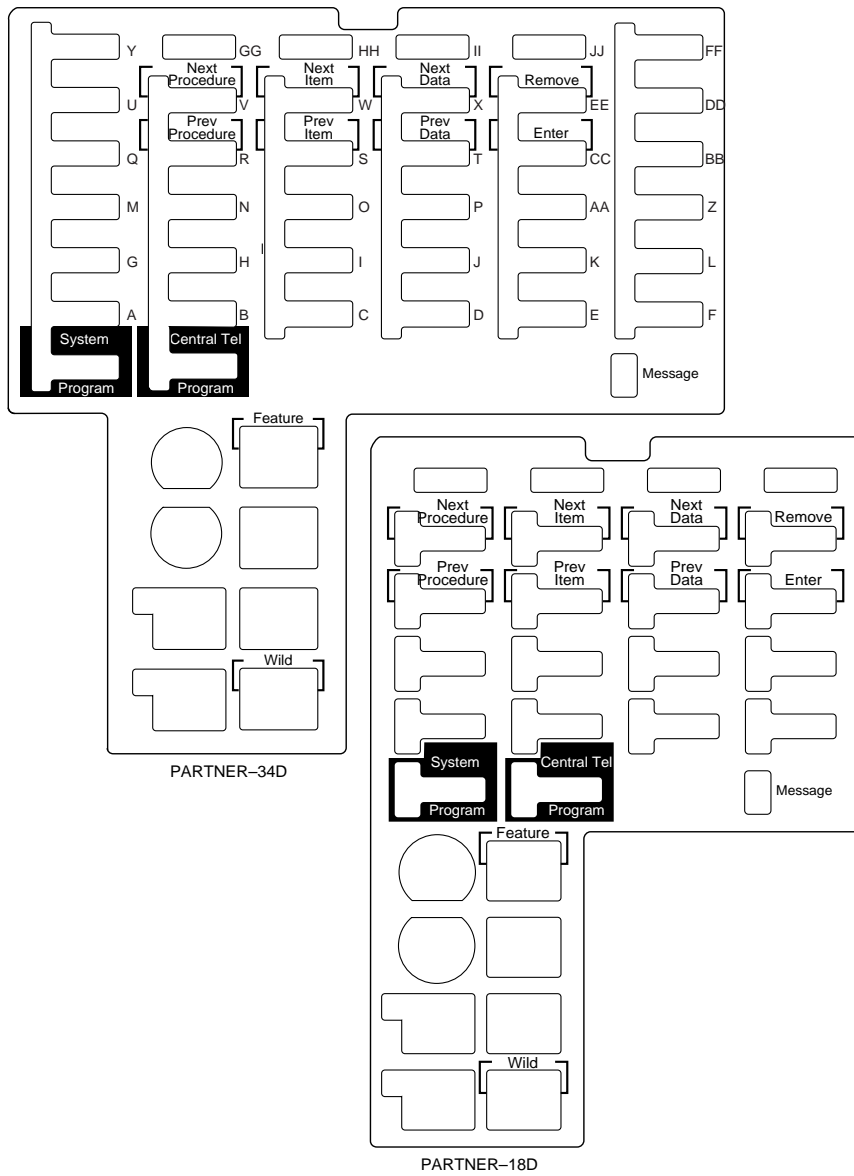 Y GG HH II JJ FF
Next Procedure Next Item Next Data Remove
U V W X EE DD
Prev Procedure Prev Item Prev Data Enter
Q R S T CC BB
M N O P AA Z
G H I J K L
A B C D E F
System Program
Central Tel Program
Message
Feature
Wild
PARTNER–34D
Next Procedure Next Item Next Data Remove
Prev Procedure Prev Item Prev Data Enter
System Program
Central Tel Program
Message
Feature
Wild
PARTNER–18D